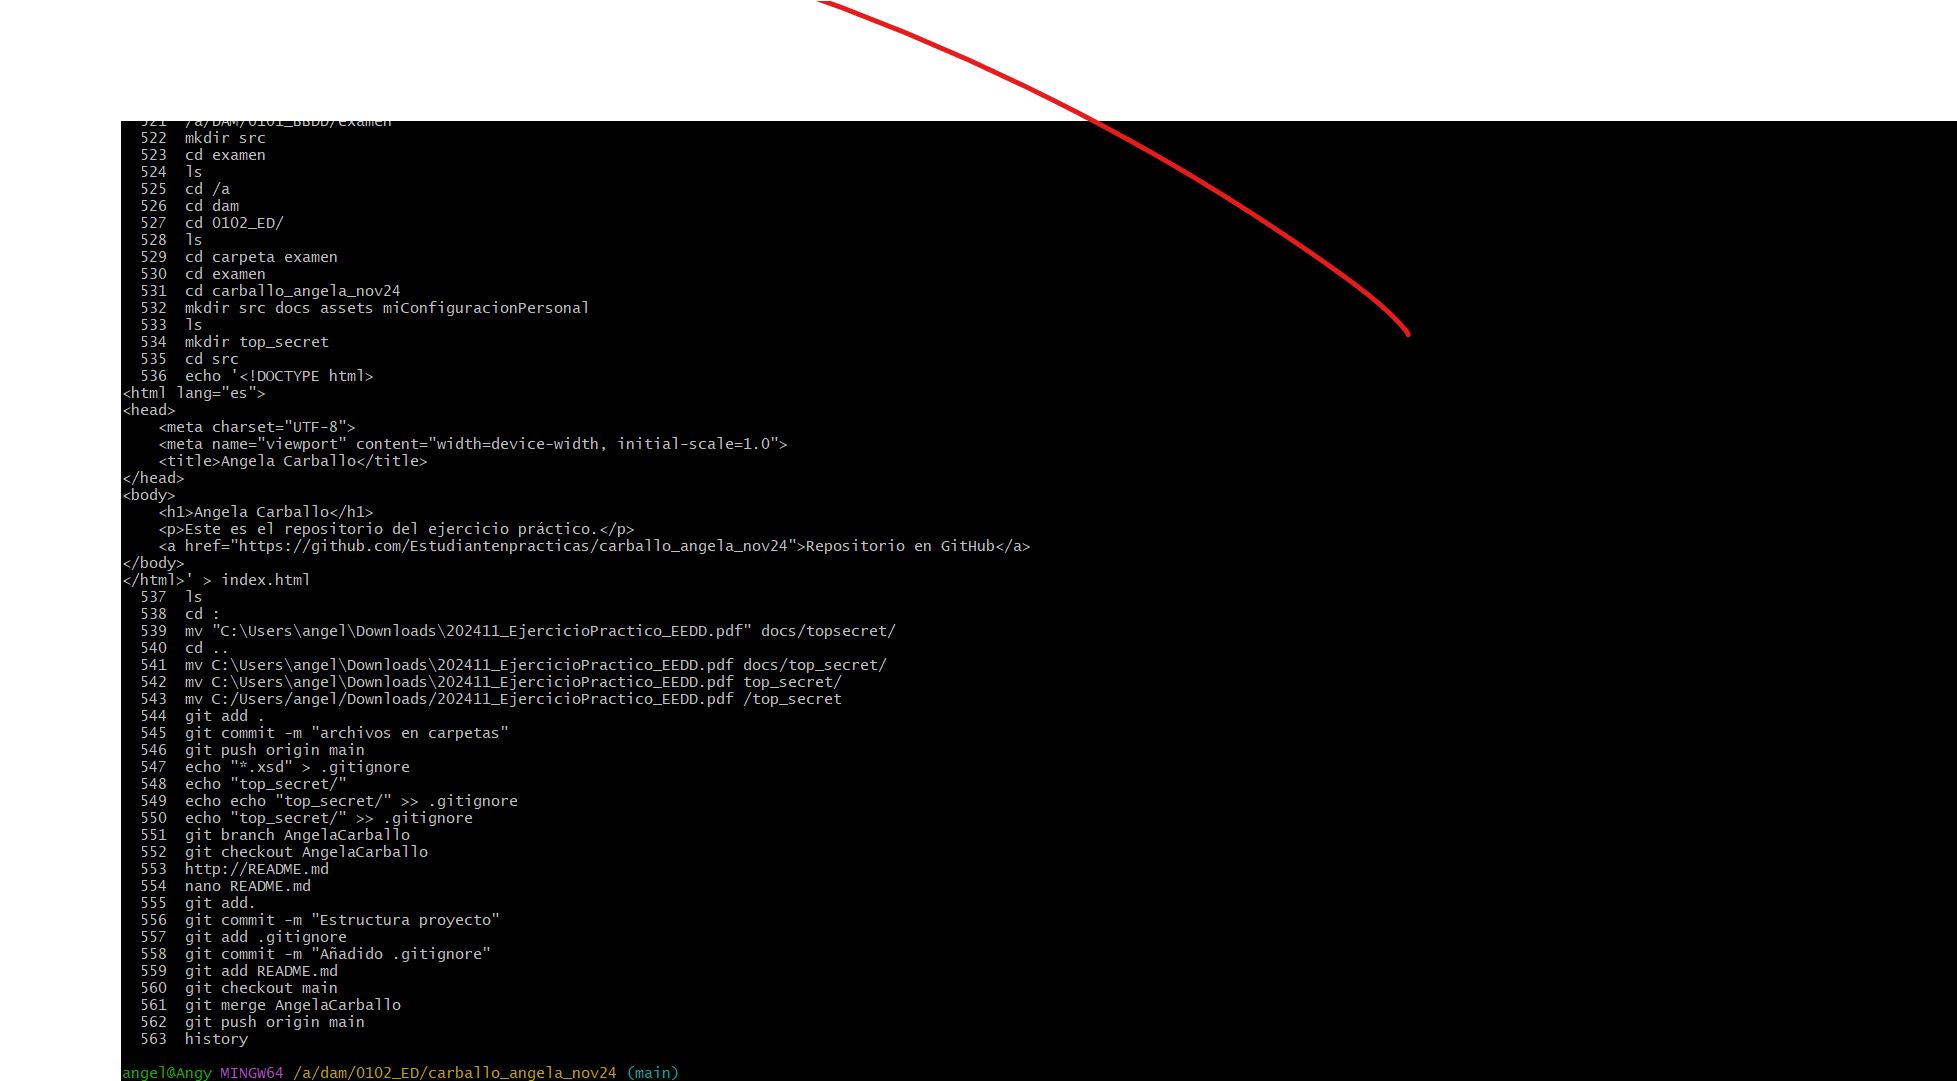 521  /a/DAM/0101_BBDD/examen
522  mkdir src
523  cd examen
524  ls
525  cd /a
526  cd dam
527  cd 0102_ED/
528  ls
529  cd carpeta examen
530  cd examen
531  cd carballo_angela_nov24
532  mkdir src docs assets miConfiguracionPersonal
533  ls
534  mkdir top_secret
535  cd src
536  echo '<!DOCTYPE html>
<html lang="es">
<head>
    <meta charset="UTF-8">
    <meta name="viewport" content="width=device-width, initial-scale=1.0">
    <title>Angela Carballo</title>
</head>
<body>
    <h1>Angela Carballo</h1>
    <p>Este es el repositorio del ejercicio práctico.</p>
    <a href="https://github.com/Estudiantenpracticas/carballo_angela_nov24">Repositorio en GitHub</a>
</body>
</html>' > index.html
537  ls
538  cd :
539  mv "C:\Users\angel\Downloads\202411_EjercicioPractico_EEDD.pdf" docs/topsecret/
540  cd ..
541  mv C:\Users\angel\Downloads\202411_EjercicioPractico_EEDD.pdf docs/top_secret/
542  mv C:\Users\angel\Downloads\202411_EjercicioPractico_EEDD.pdf top_secret/
543  mv C:/Users/angel/Downloads/202411_EjercicioPractico_EEDD.pdf /top_secret
544  git add .
545  git commit -m "archivos en carpetas"
546  git push origin main
547  echo "*.xsd" > .gitignore
548  echo "top_secret/"
549  echo echo "top_secret/" >> .gitignore
550  echo "top_secret/" >> .gitignore
551  git branch AngelaCarballo
552  git checkout AngelaCarballo
553  http://README.md
554  nano README.md
555  git add.
556  git commit -m "Estructura proyecto"
557  git add .gitignore
558  git commit -m "Añadido .gitignore"
559  git add README.md
560  git checkout main
561  git merge AngelaCarballo
562  git push origin main
563  history
angel@Angy MINGW64 /a/dam/0102_ED/carballo_angela_nov24 (main)